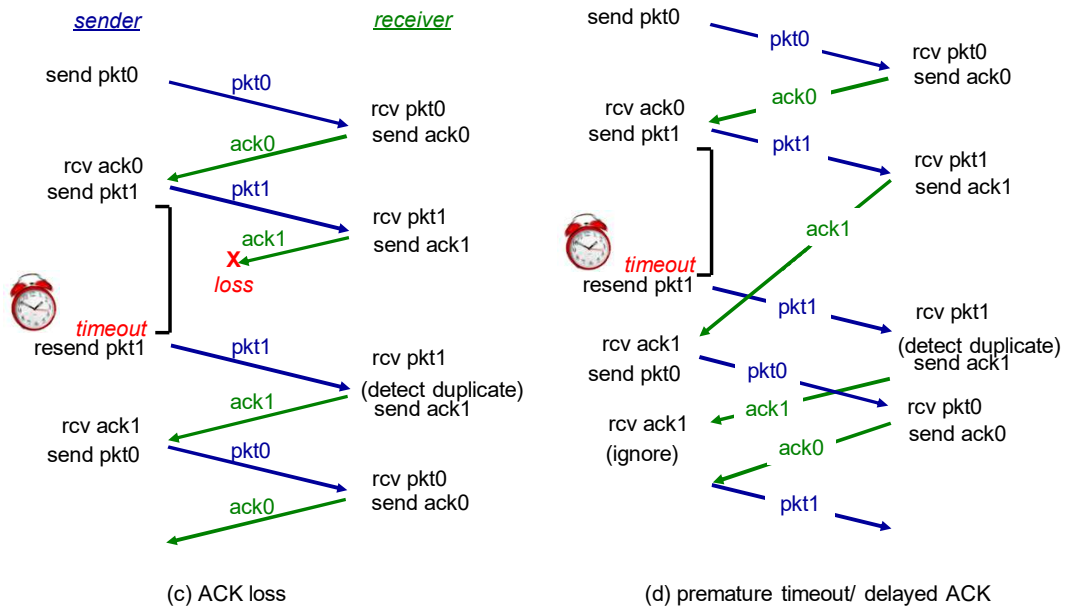 sender
receiver
send pkt0
pkt0
rcv pkt0
send ack0
ack0
rcv ack0
send pkt1
pkt1
rcv pkt1
send ack1
ack1
X
loss
timeout
resend pkt1
pkt1
rcv pkt1
(detect duplicate)
send ack1
ack1
rcv ack1
send pkt0
pkt0
rcv pkt0
send ack0
ack0
(c) ACK loss
send pkt0
pkt0
rcv pkt0
send ack0
ack0
rcv ack0
send pkt1
pkt1
rcv pkt1
send ack1
ack1
timeout
resend pkt1
pkt1
rcv pkt1
(detect duplicate)
send ack1
rcv ack1
send pkt0
pkt0
ack1
rcv pkt0
send ack0
rcv ack1
(ignore)
ack0
pkt1
(d) premature timeout/ delayed ACK